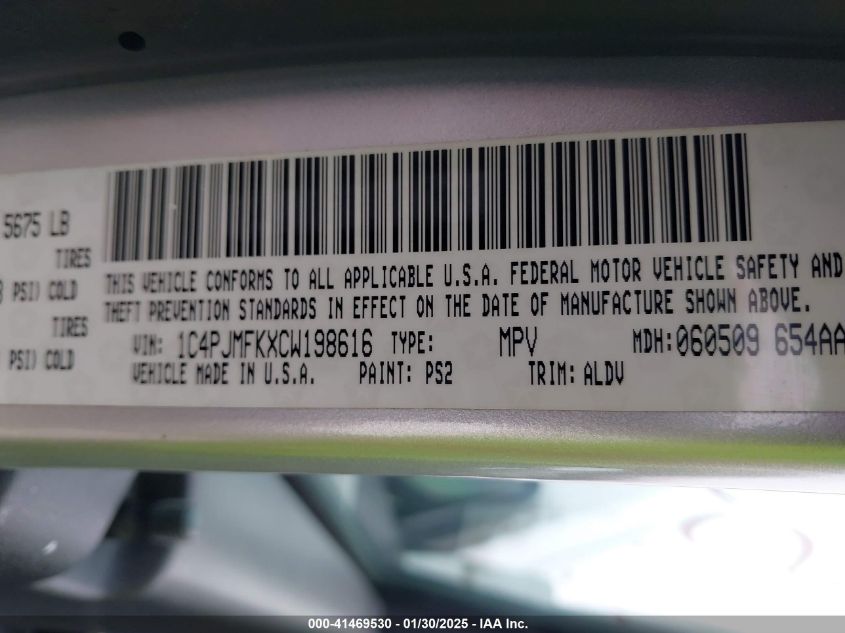 5675 LB
TIRES
PSI) COLD
TIRES
PSI) COLD
THIS VEHICLE CONFORMS TO ALL APPLICABLE U.S.A. FEDERAL MOTOR VEHICLE SAFETY AND
THEFT PREVENTION STANDARDS IN EFFECT ON THE DATE OF MANUFACTURE SHOWN ABOVE.
VIN: 1C4PJMFKXCW198616 TYPE: MPV MDH:060509 654AA
VEHICLE MADE IN U.S.A. PAINT: PS2 TRIM: ALDV
000-41469530 - 01/30/2025 - IAA Inc.